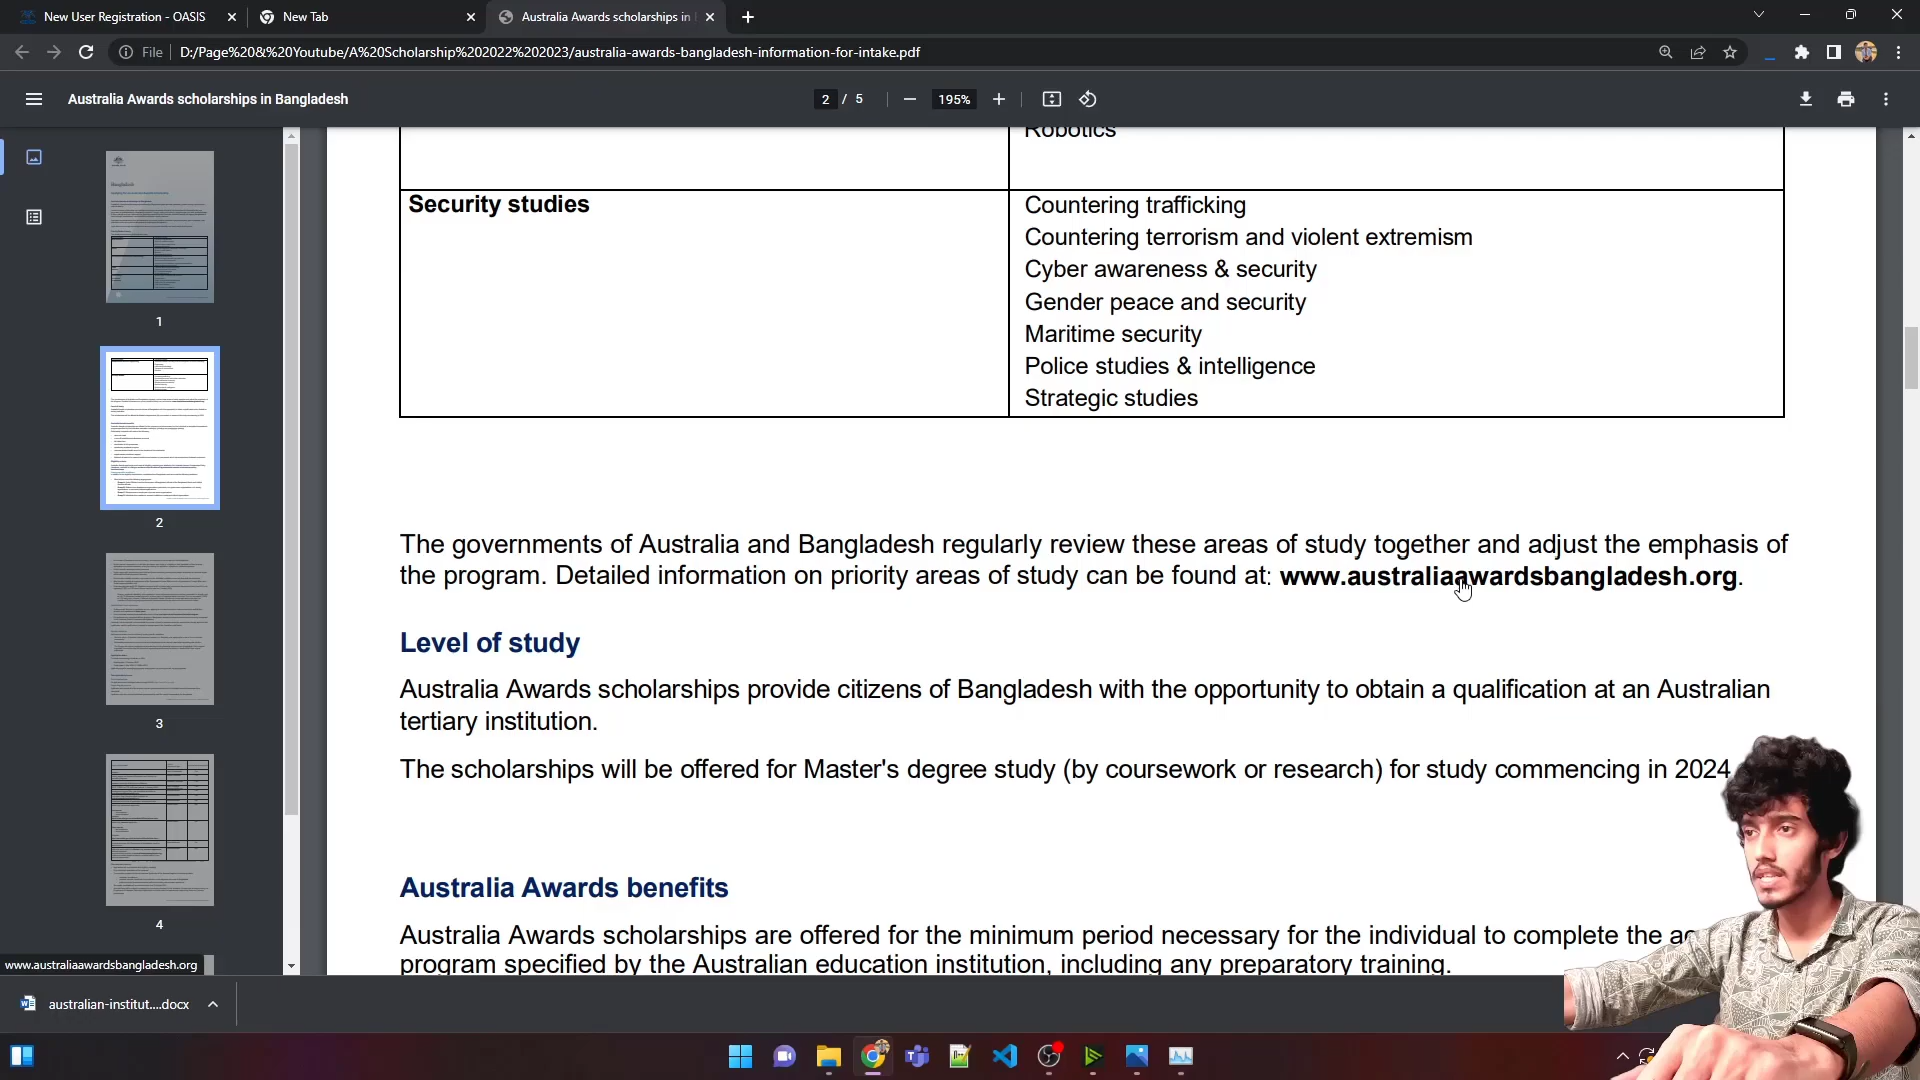 New User Registration - OASIS
New Tab
Australia Awards scholarships in
File
D:/Page%20&%20Youtube/A%20Scholarship%202022%202023/australia-awards-bangladesh-information-for-intake.pdf
Australia Awards scholarships in Bangladesh
2 / 5
195%
1
2
3
4
Robotics
Security studies
Countering trafficking
Countering terrorism and violent extremism
Cyber awareness & security
Gender peace and security
Maritime security
Police studies & intelligence
Strategic studies
The governments of Australia and Bangladesh regularly review these areas of study together and adjust the emphasis of
the program. Detailed information on priority areas of study can be found at: www.australiaawardsbangladesh.org.
Level of study
Australia Awards scholarships provide citizens of Bangladesh with the opportunity to obtain a qualification at an Australian
tertiary institution.
The scholarships will be offered for Master's degree study (by coursework or research) for study commencing in 2024
Australia Awards benefits
Australia Awards scholarships are offered for the minimum period necessary for the individual to complete the
program specified by the Australian education institution, including any preparatory training.
www.australiaawardsbangladesh.org
australian-institut....docx